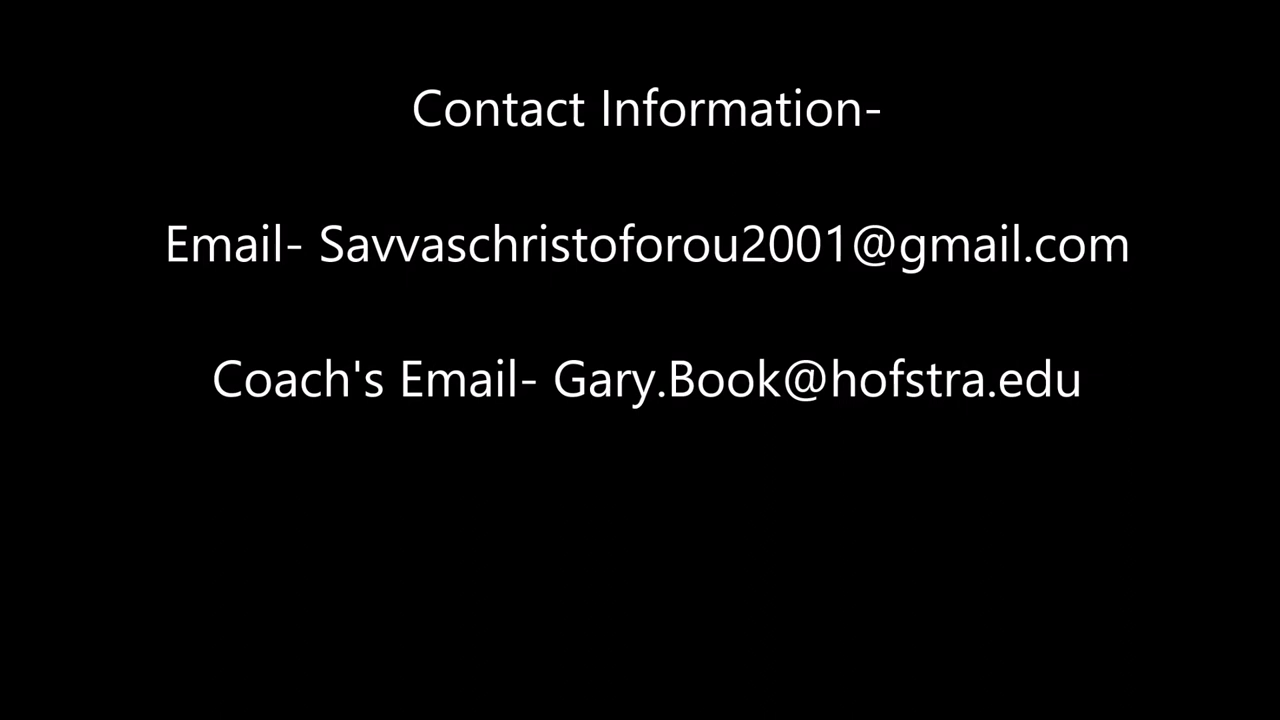 Contact Information-
Email- Savvaschristoforou2001@gmail.com
Coach's Email- Gary.Book@hofstra.edu